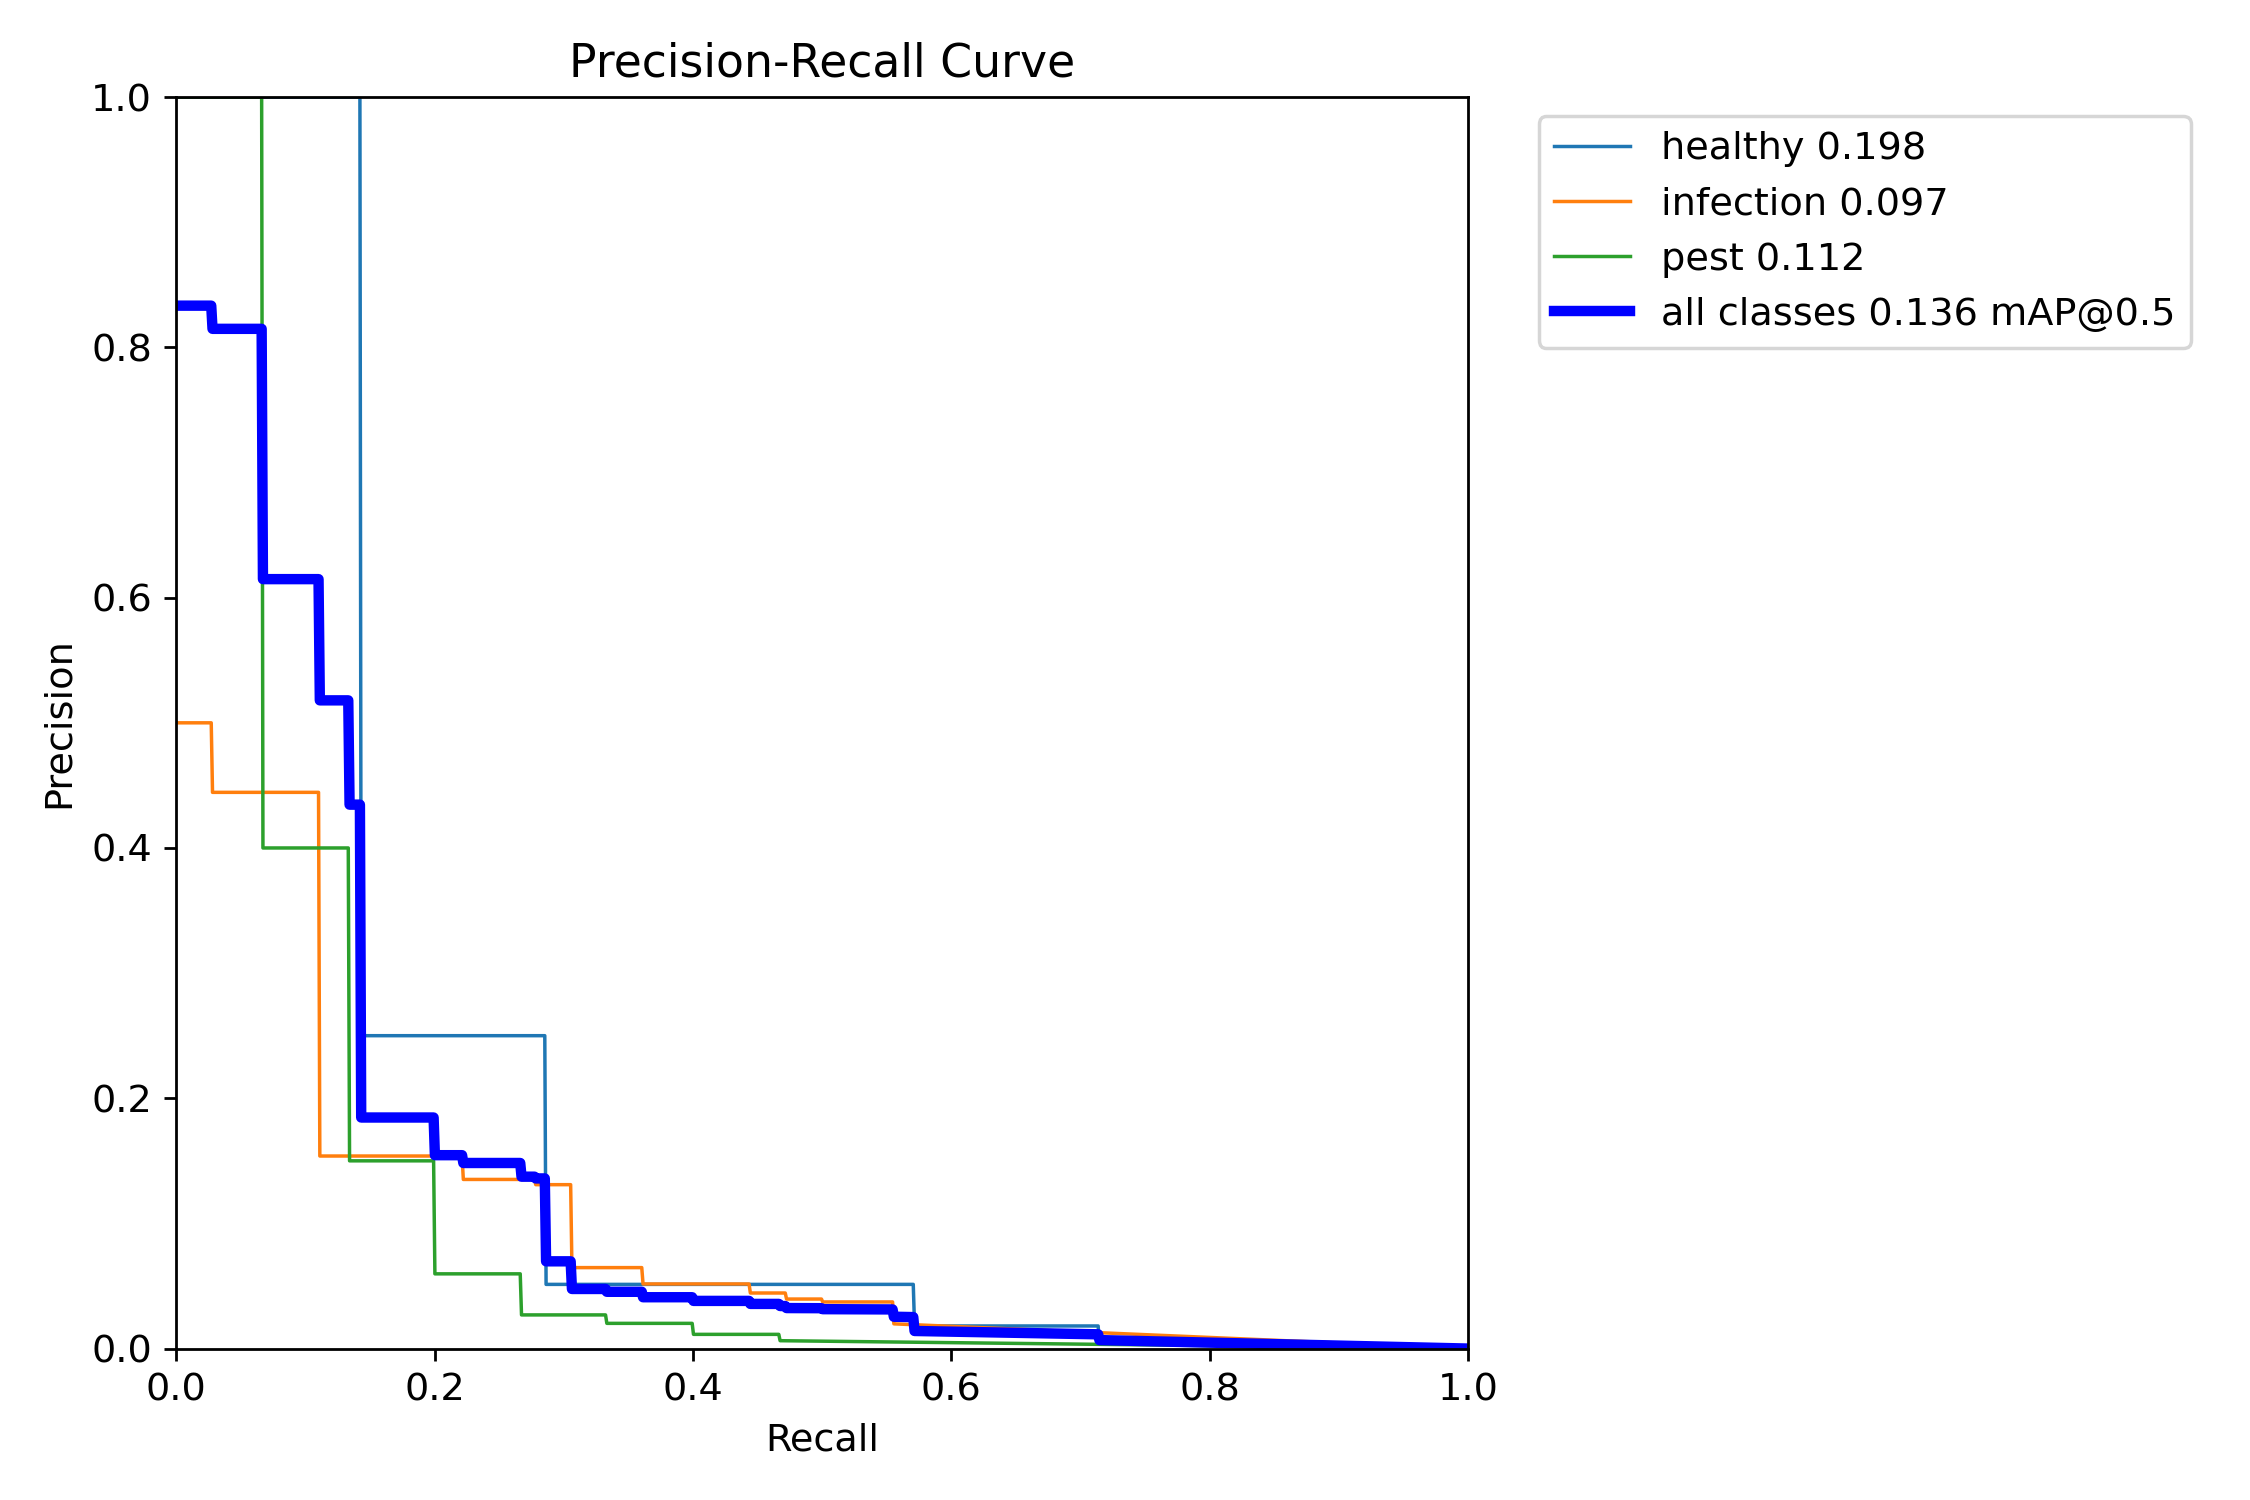 Precision-Recall Curve
1.0
0.8
0.6
0.4
0.2
0.0
Precision
0.0 0.2 0.4 0.6 0.8 1.0
Recall
healthy 0.198
infection 0.097
pest 0.112
all classes 0.136 mAP@0.5